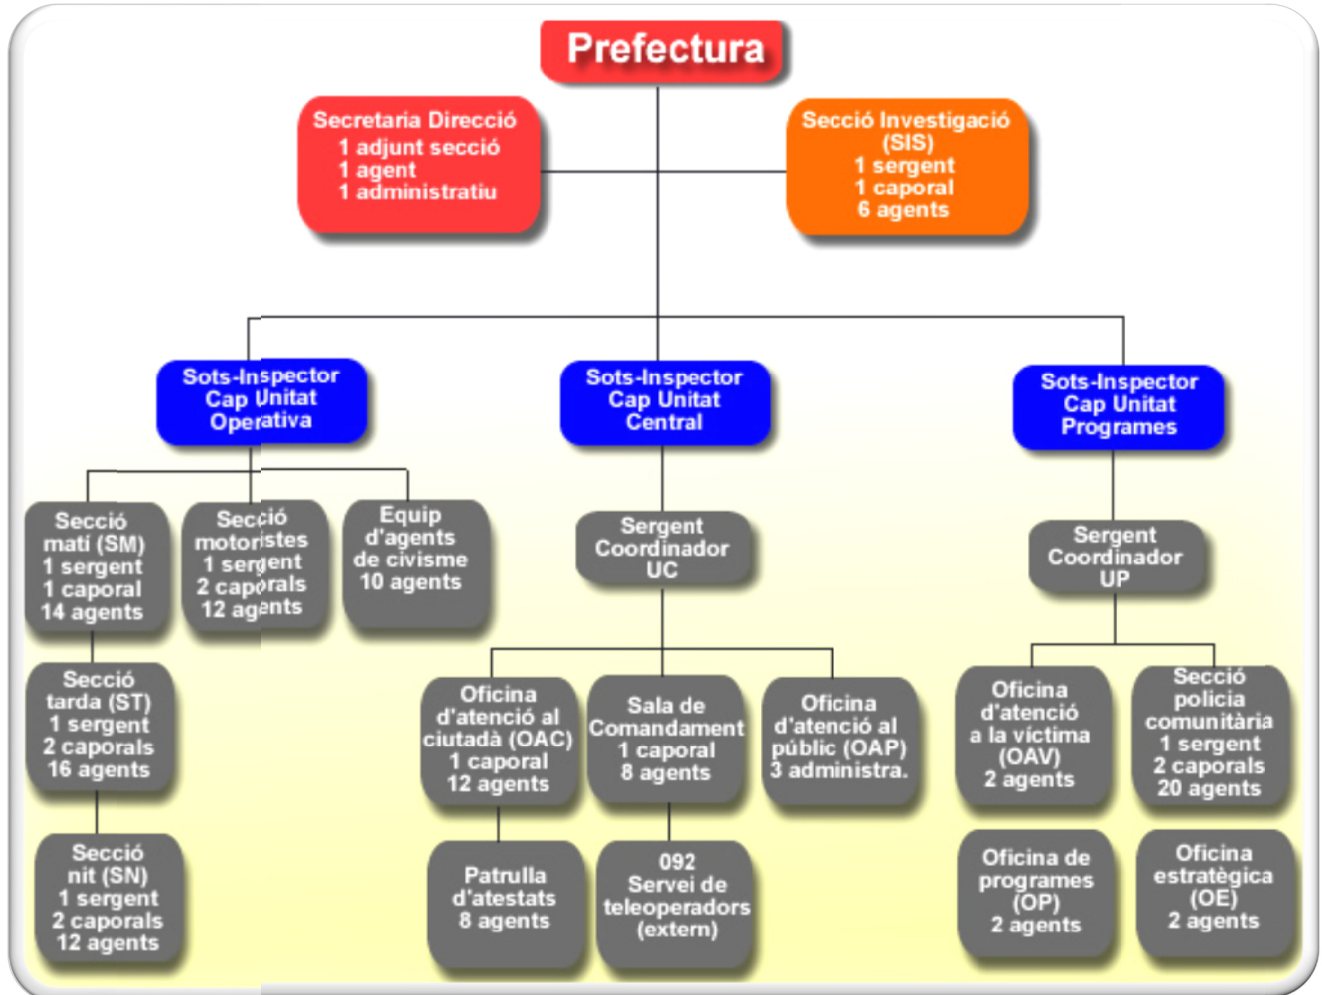 Prefectura
Secretaria Direcció
1 adjunt secció
1 agent
1 administratiu
Secció Investigació
(SIS)
1 sergent
1 caporal
6 agents
Sots-Inspector
Cap Unitat
Operativa
Sots-Inspector
Cap Unitat
Central
Sots-Inspector
Cap Unitat
Programes
Secció
matí (SM)
1 sergent
1 caporal
14 agents
Secció
motoristes
1 sergent
2 caporals
12 agents
Equip
d'agents
de civisme
10 agents
Sergent
Coordinador
UC
Sergent
Coordinador
UP
Secció
tarda (ST)
1 sergent
2 caporals
16 agents
Oficina
d'atenció al
ciutadà (OAC)
1 caporal
12 agents
Sala de
Comandament
1 caporal
8 agents
Oficina
d'atenció al
públic (OAP)
3 administra.
Oficina
d'atenció
a la víctima
(OAV)
2 agents
Secció
policia
comunitària
1 sergent
2 caporals
20 agents
Secció
nit (SN)
1 sergent
2 caporals
12 agents
Patrulla
d'atestats
8 agents
092
Servei de
teleoperadors
(extern)
Oficina de
programes
(OP)
2 agents
Oficina
estratègica
(OE)
2 agents